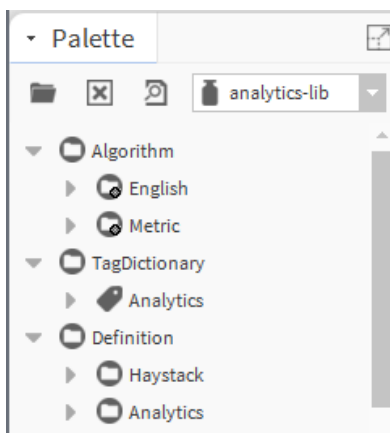 Palette
analytics-lib
Algorithm
English
Metric
TagDictionary
Analytics
Definition
Haystack
Analytics